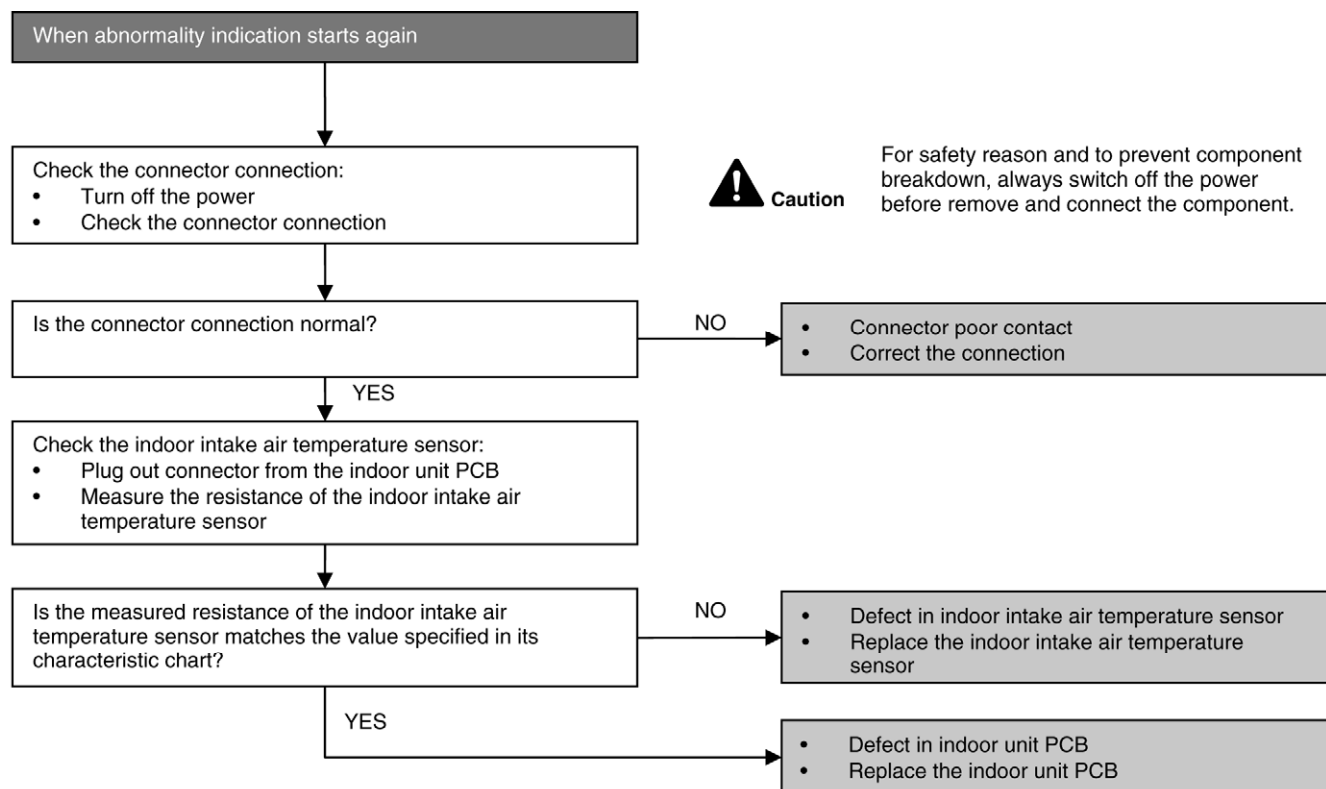 When abnormality indication starts again
Check the connector connection:
• Turn off the power
• Check the connector connection
Caution
For safety reason and to prevent component
breakdown, always switch off the power
before remove and connect the component.
Is the connector connection normal?
NO
• Connector poor contact
• Correct the connection
YES
Check the indoor intake air temperature sensor:
• Plug out connector from the indoor unit PCB
• Measure the resistance of the indoor intake air
temperature sensor
Is the measured resistance of the indoor intake air
temperature sensor matches the value specified in its
characteristic chart?
NO
• Defect in indoor intake air temperature sensor
• Replace the indoor intake air temperature
sensor
YES
• Defect in indoor unit PCB
• Replace the indoor unit PCB